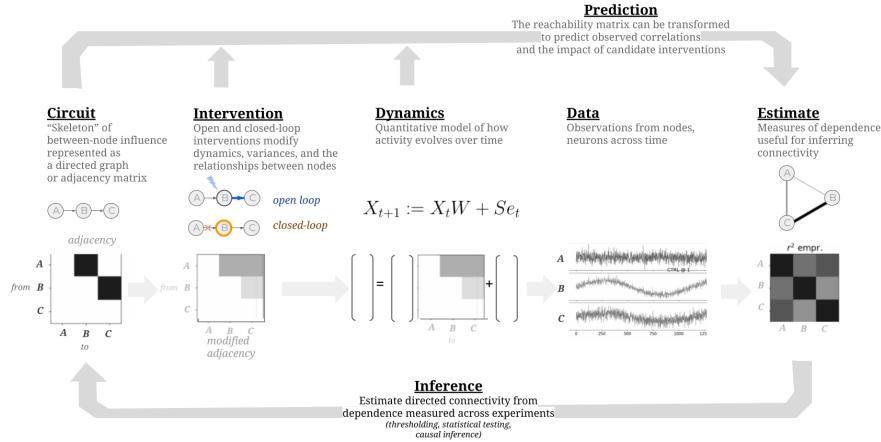 Prediction
The reachability matrix can be transformed
to predict observed correlations
and the impact of candidate interventions
Circuit
“Skeleton” of
between-node influence
represented as
a directed graph
or adjacency matrix
A B C
adjacency
from
A
B
C
A B C
to
Intervention
Open and closed-loop
interventions modify
dynamics, variances, and the
relationships between nodes
A B C
open loop
A B C
closed-loop
from
A
B
C
A B C
modified
adjacency
Dynamics
Quantitative model of how
activity evolves over time
X_{t+1} := X_t W + S e_t
=
+
A B C
to
Data
Observations from nodes,
neurons across time
A
CTRL @ 1
B
C
0 250 500 750 1000 125
Estimate
Measures of dependence
useful for inferring
connectivity
A
B
C
r² empr.
A
B
C
A B C
Inference
Estimate directed connectivity from
dependence measured across experiments
(thresholding, statistical testing,
causal inference)